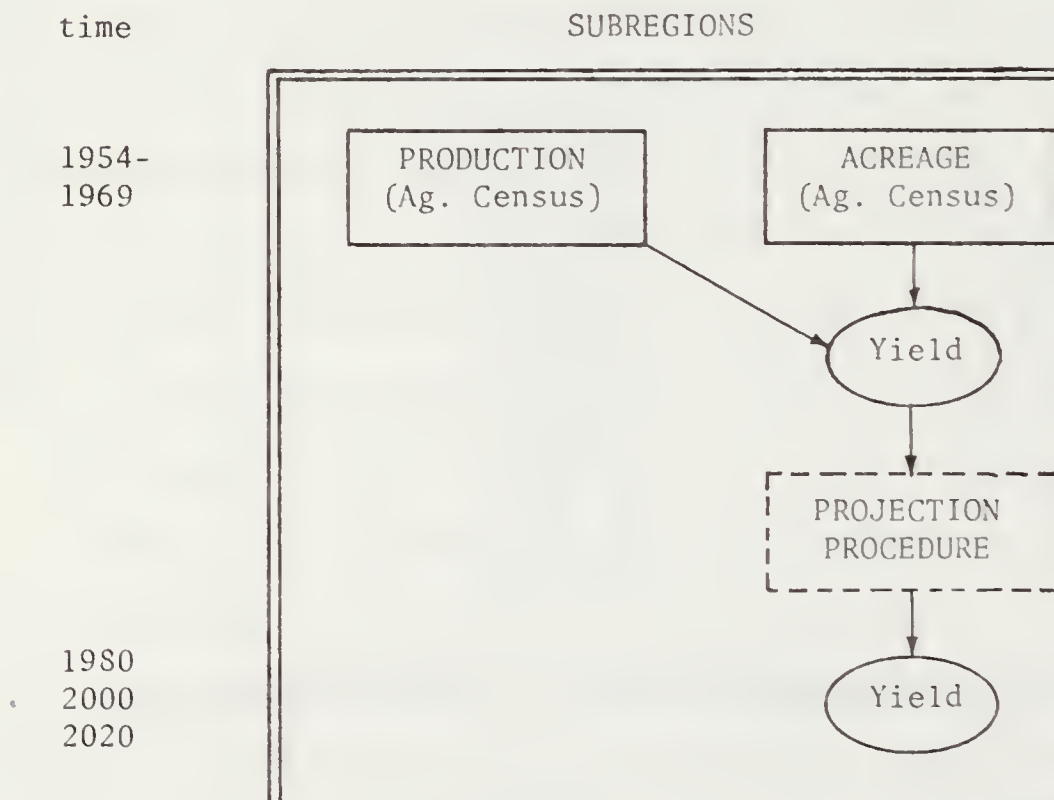 time SUBREGIONS
1954-
1969
PRODUCTION
(Ag. Census)
ACREAGE
(Ag. Census)
Yield
PROJECTION
PROCEDURE
1980
2000
2020
Yield